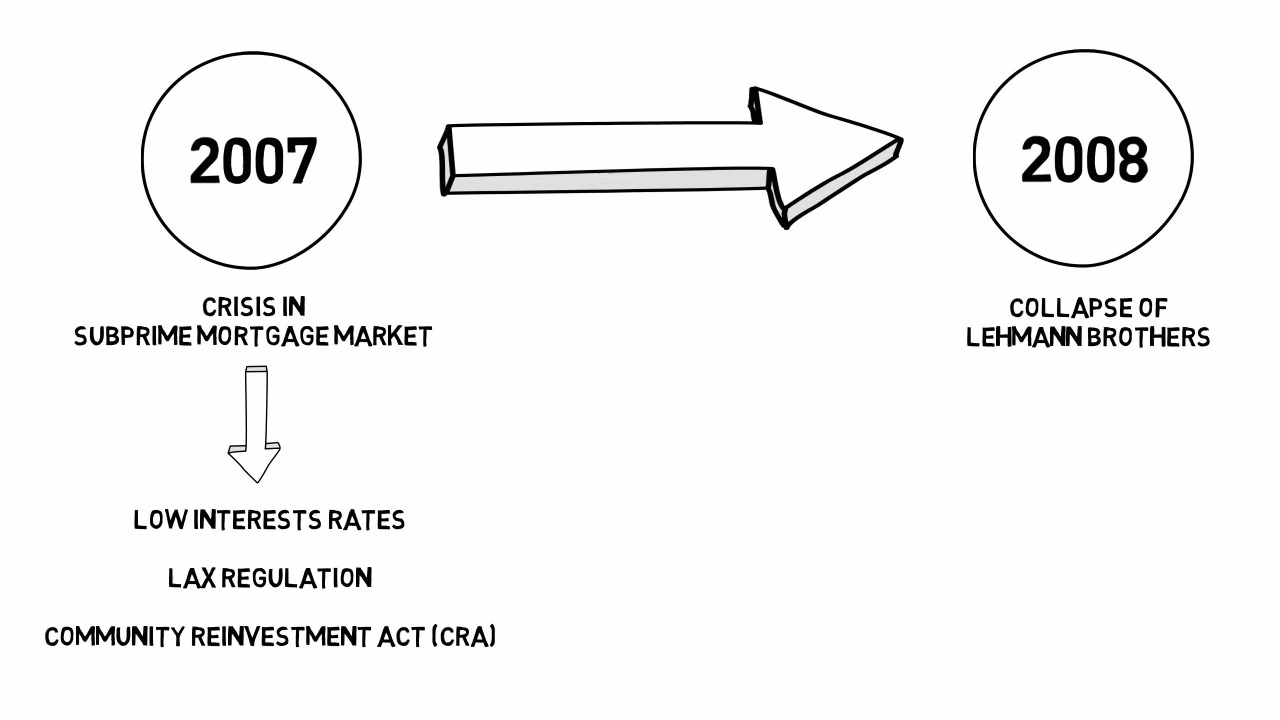 2007
2008
CRISIS IN
SUBPRIME MORTGAGE MARKET
COLLAPSE OF
LEHMANN BROTHERS
LOW INTERESTS RATES
LAX REGULATION
COMMUNITY REINVESTMENT ACT (CRA)